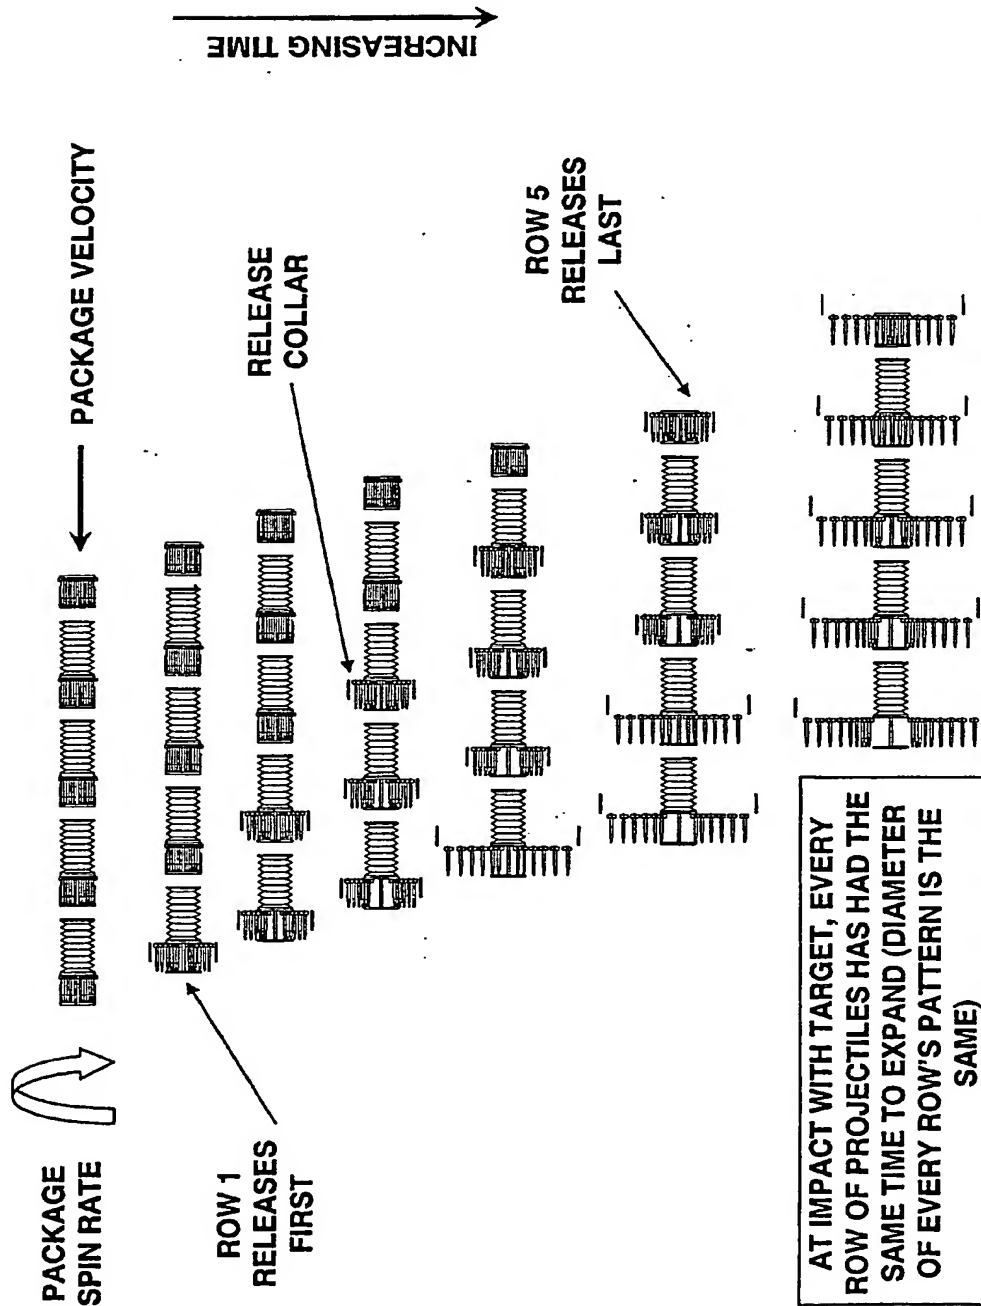 PACKAGE
SPIN RATE
PACKAGE VELOCITY
INCREASING TIME
ROW 1
RELEASES
FIRST
RELEASE
COLLAR
ROW 5
RELEASES
LAST
AT IMPACT WITH TARGET, EVERY
ROW OF PROJECTILES HAS HAD THE
SAME TIME TO EXPAND (DIAMETER
OF EVERY ROW'S PATTERN IS THE
SAME)